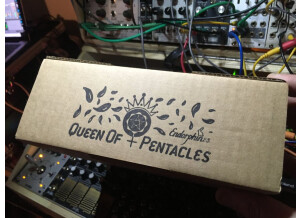 Endorphin.es
QUEEN OF PENTACLES